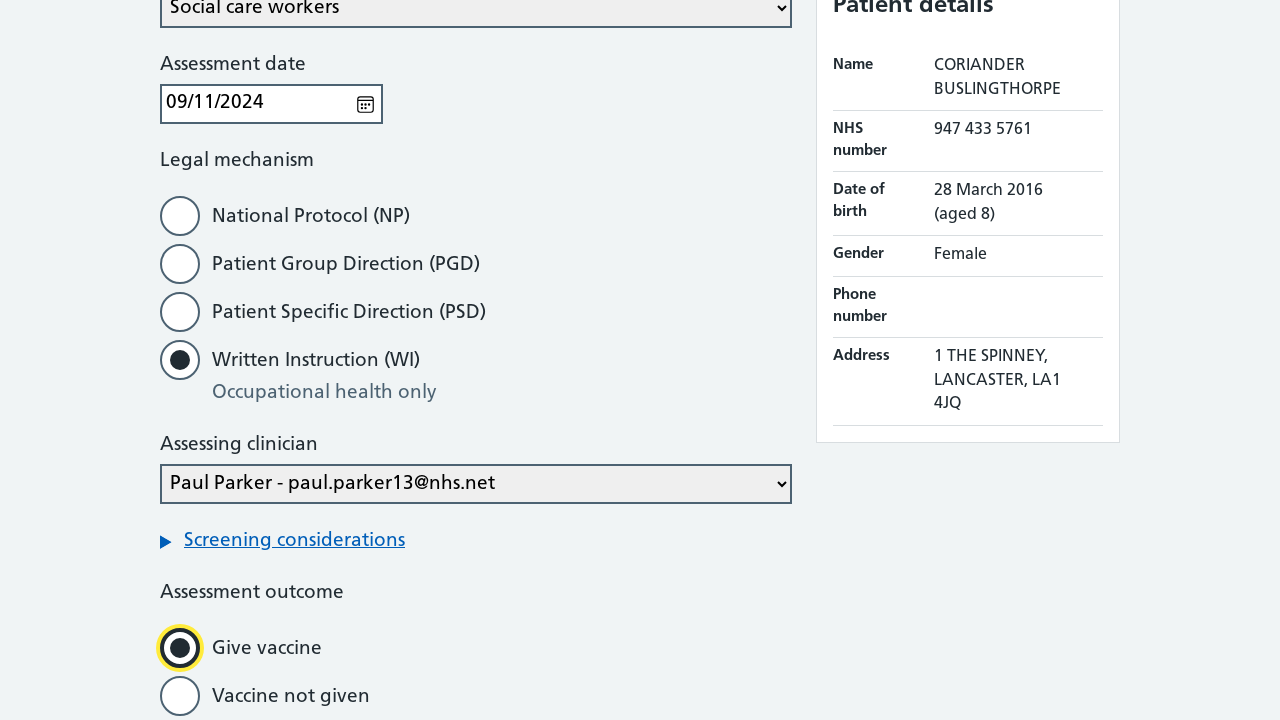 Social care workers
Assessment date
09/11/2024
Legal mechanism
National Protocol (NP)
Patient Group Direction (PGD)
Patient Specific Direction (PSD)
Written Instruction (WI)
Occupational health only
Assessing clinician
Paul Parker - paul.parker13@nhs.net
Screening considerations
Assessment outcome
Give vaccine
Vaccine not given
Patient details
Name
CORIANDER
BUSLINGTHORPE
NHS
number
947 433 5761
Date of
birth
28 March 2016
(aged 8)
Gender
Female
Phone
number
Address
1 THE SPINNEY,
LANCASTER, LA1
4JQ